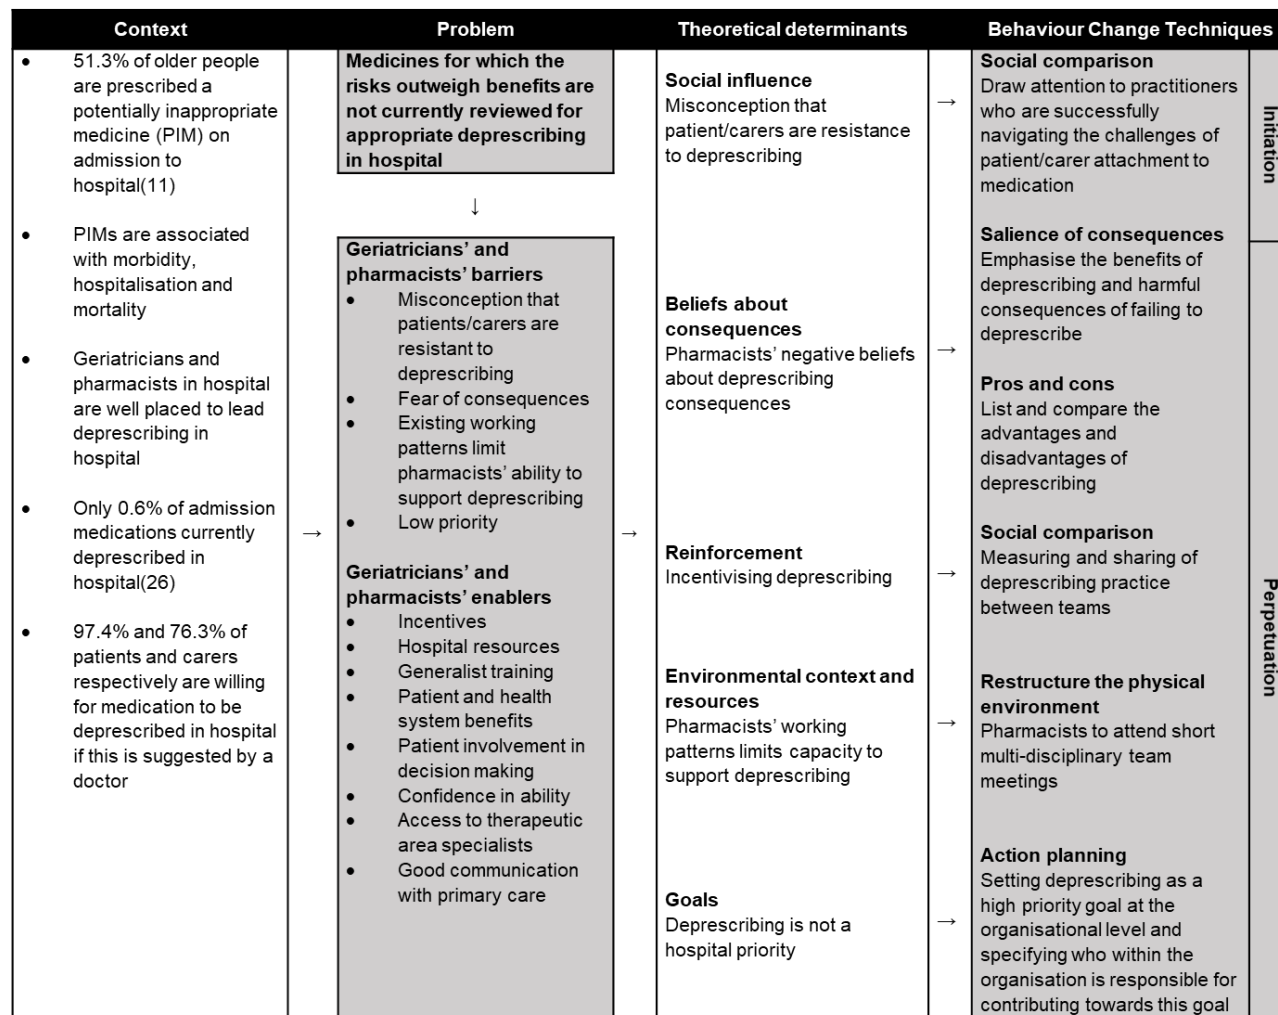 Context
Problem
Theoretical determinants
Behaviour Change Techniques
• 51.3% of older people
are prescribed a
potentially inappropriate
medicine (PIM) on
admission to
hospital(11)
• PIMs are associated
with morbidity,
hospitalisation and
mortality
• Geriatricians and
pharmacists in hospital
are well placed to lead
deprescribing in
hospital
• Only 0.6% of admission
medications currently
deprescribed in
hospital(26)
• 97.4% and 76.3% of
patients and carers
respectively are willing
for medication to be
deprescribed in hospital
if this is suggested by a
doctor
→
Medicines for which the
risks outweigh benefits are
not currently reviewed for
appropriate deprescribing
in hospital
↓
Geriatricians’ and
pharmacists’ barriers
• Misconception that
patients/carers are
resistant to
deprescribing
• Fear of consequences
• Existing working
patterns limit
pharmacists’ ability to
support deprescribing
• Low priority
Geriatricians’ and
pharmacists’ enablers
• Incentives
• Hospital resources
• Generalist training
• Patient and health
system benefits
• Patient involvement in
decision making
• Confidence in ability
• Access to therapeutic
area specialists
• Good communication
with primary care
→
Social influence
Misconception that
patient/carers are resistance
to deprescribing
→
Beliefs about
consequences
Pharmacists’ negative beliefs
about deprescribing
consequences
→
Reinforcement
Incentivising deprescribing
→
Environmental context and
resources
Pharmacists’ working
patterns limits capacity to
support deprescribing
→
Goals
Deprescribing is not a
hospital priority
→
Social comparison
Draw attention to practitioners
who are successfully
navigating the challenges of
patient/carer attachment to
medication
Salience of consequences
Emphasise the benefits of
deprescribing and harmful
consequences of failing to
deprescribe
Pros and cons
List and compare the
advantages and
disadvantages of
deprescribing
Social comparison
Measuring and sharing of
deprescribing practice
between teams
Restructure the physical
environment
Pharmacists to attend short
multi-disciplinary team
meetings
Action planning
Setting deprescribing as a
high priority goal at the
organisational level and
specifying who within the
organisation is responsible for
contributing towards this goal
Initiation
Perpetuation